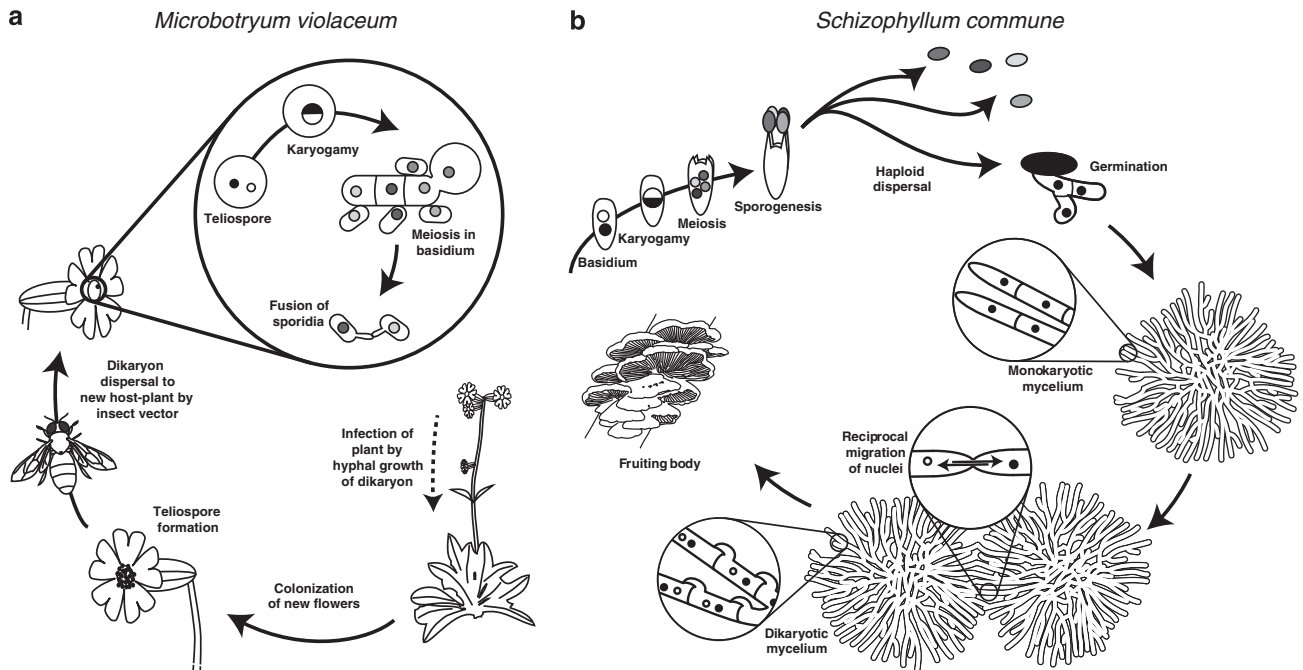 a
Microbotryum violaceum
Karyogamy
Teliospore
Meiosis in
basidium
Fusion of
sporidia
Dikaryon
dispersal to
new host-plant by
insect vector
Infection of
plant by
hyphal growth
of dikaryon
Teliospore
formation
Colonization
of new flowers
b
Schizophyllum commune
Basidium
Karyogamy
Meiosis
Sporogenesis
Haploid
dispersal
Germination
Monokaryotic
mycelium
Reciprocal
migration
of nuclei
Fruiting body
Dikaryotic
mycelium